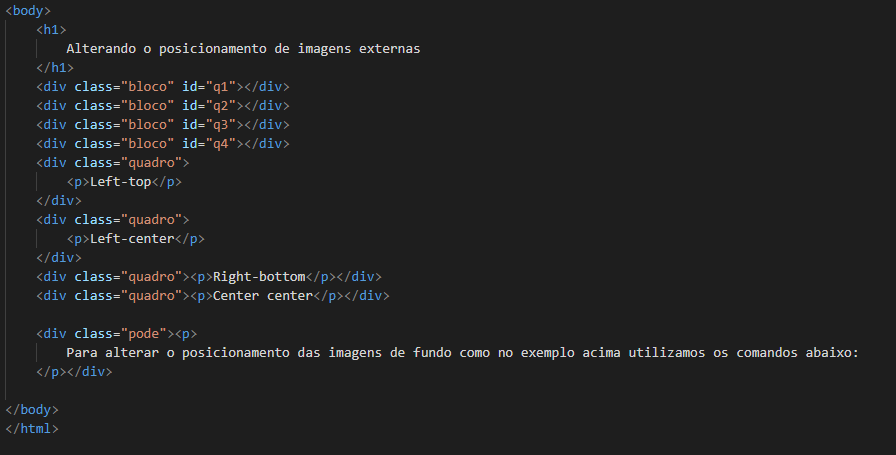 <body>
<h1>
Alterando o posicionamento de imagens externas
</h1>
<div class="bloco" id="q1"></div>
<div class="bloco" id="q2"></div>
<div class="bloco" id="q3"></div>
<div class="bloco" id="q4"></div>
<div class="quadro">
<p>Left-top</p>
</div>
<div class="quadro">
<p>Left-center</p>
</div>
<div class="quadro"><p>Right-bottom</p></div>
<div class="quadro"><p>Center center</p></div>
<div class="pode"><p>
Para alterar o posicionamento das imagens de fundo como no exemplo acima utilizamos os comandos abaixo:
</p></div>
</body>
</html>